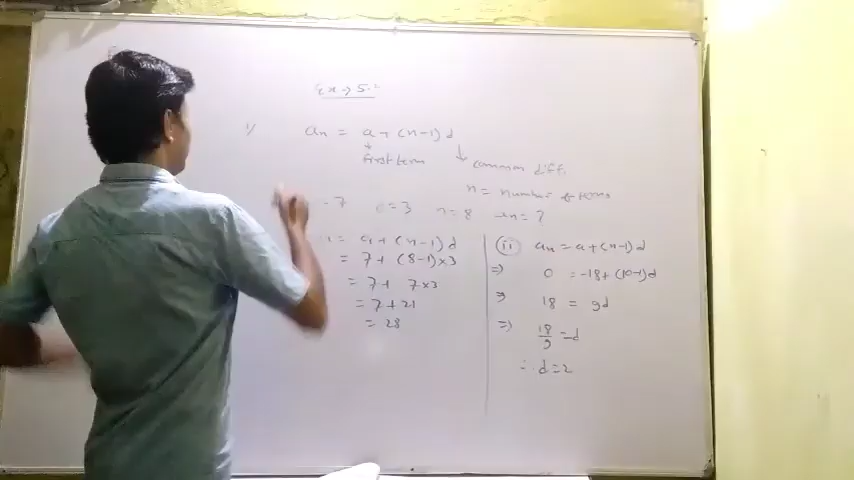 Ex → 5.2
1) an = a + (n-1) d
first term
common diff.
n = number of terms
= 7 d = 3 n = 8 an = ?
= a + (n-1) d
= 7 + (8-1) × 3
= 7 + 7 × 3
= 7 + 21
= 28
(ii) an = a + (n-1) d
⇒ 0 = -18 + (10-1) d
⇒ 18 = 9d
⇒ 18/9 = d
∴ d = 2